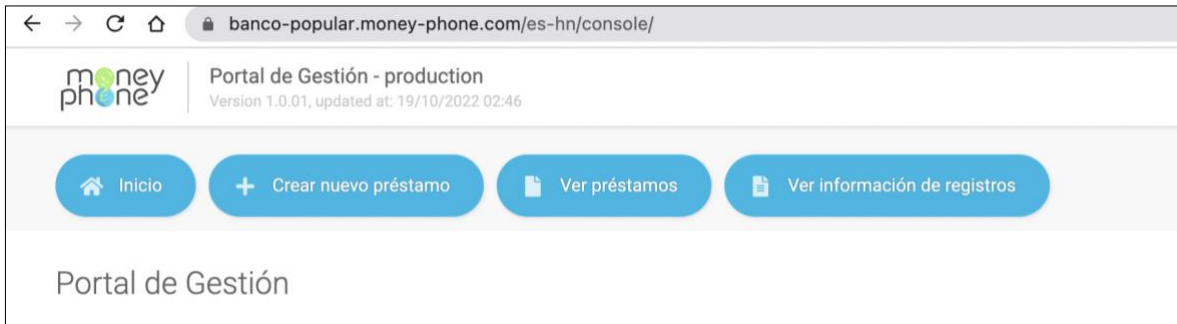 banco-popular.money-phone.com/es-hn/console/
money
phone
Portal de Gestión - production
Version 1.0.01, updated at: 19/10/2022 02:46
Inicio
Crear nuevo préstamo
Ver préstamos
Ver información de registros
Portal de Gestión